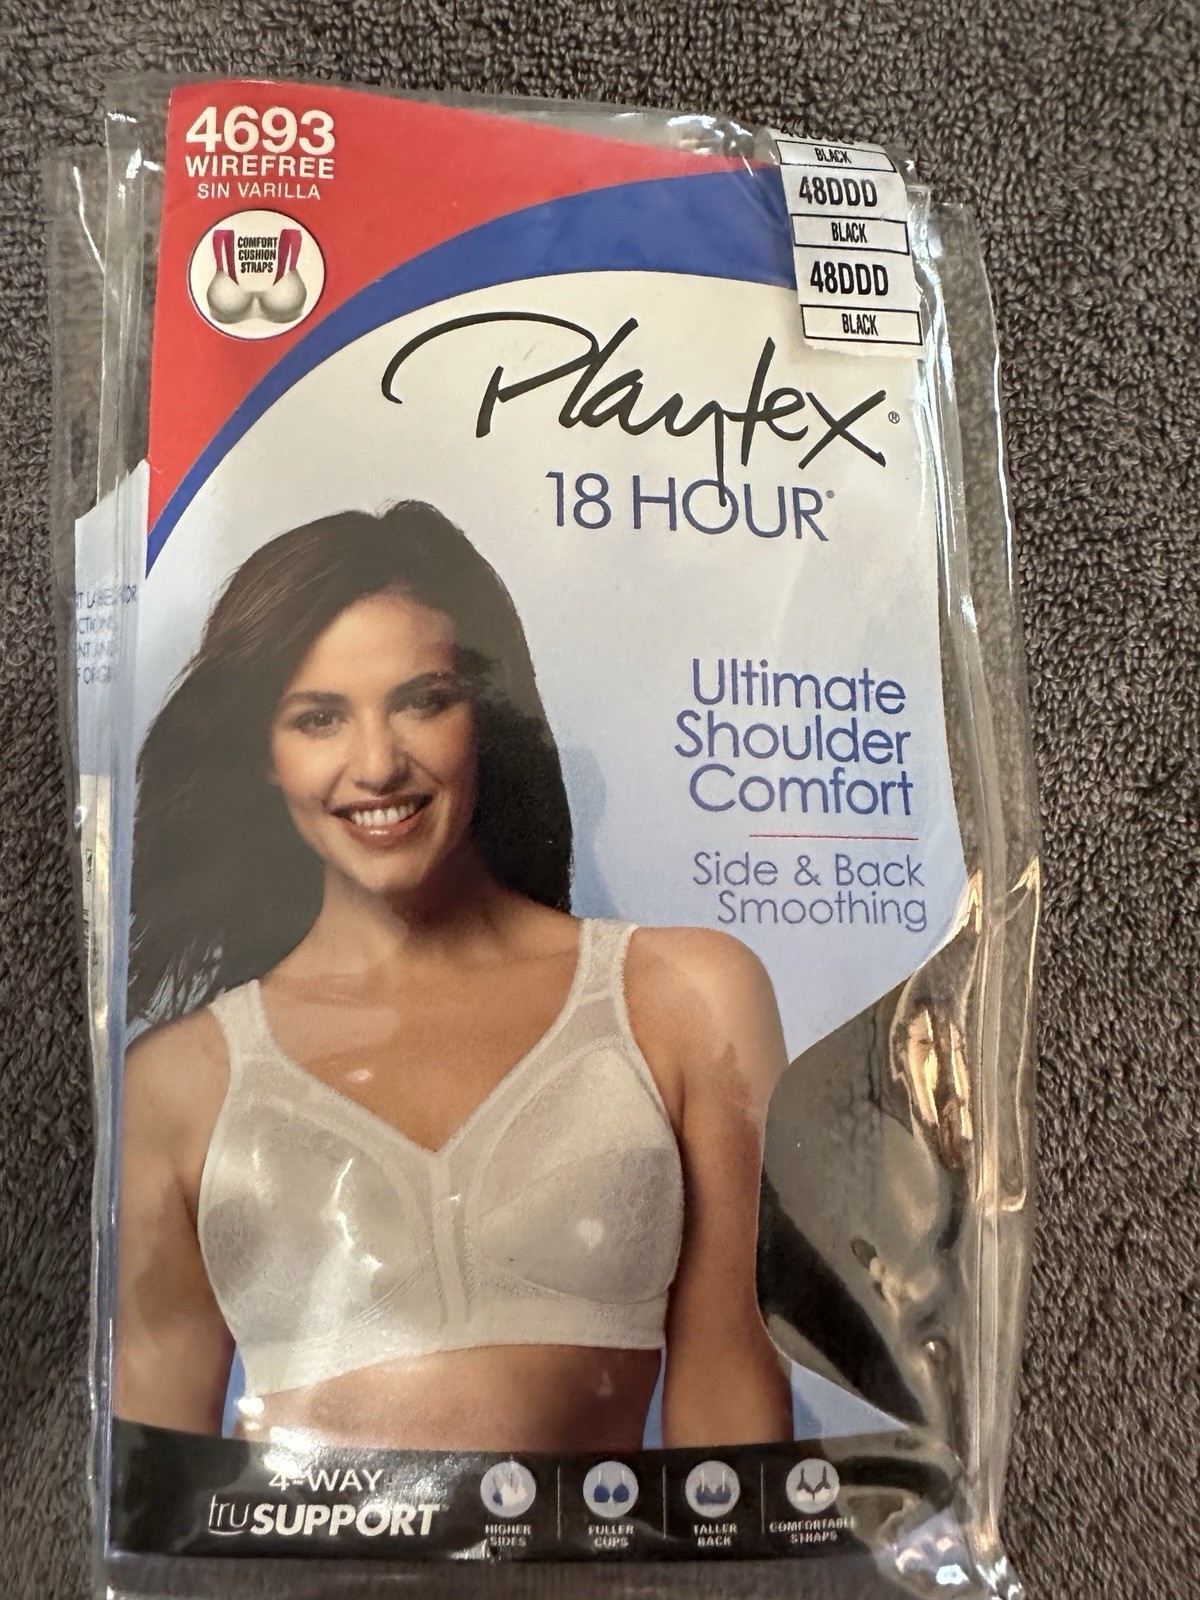 4693
WIREFREE
SIN VARILLA
COMFORT
CUSHION
STRAPS
BLACK
48DDD
BLACK
48DDD
BLACK
Playtex®
18 HOUR®
Ultimate
Shoulder
Comfort
Side & Back
Smoothing
4-WAY
truSUPPORT™
HIGHER
SIDES
FULLER
CUPS
TALLER
BACK
COMFORTABLE
STRAPS